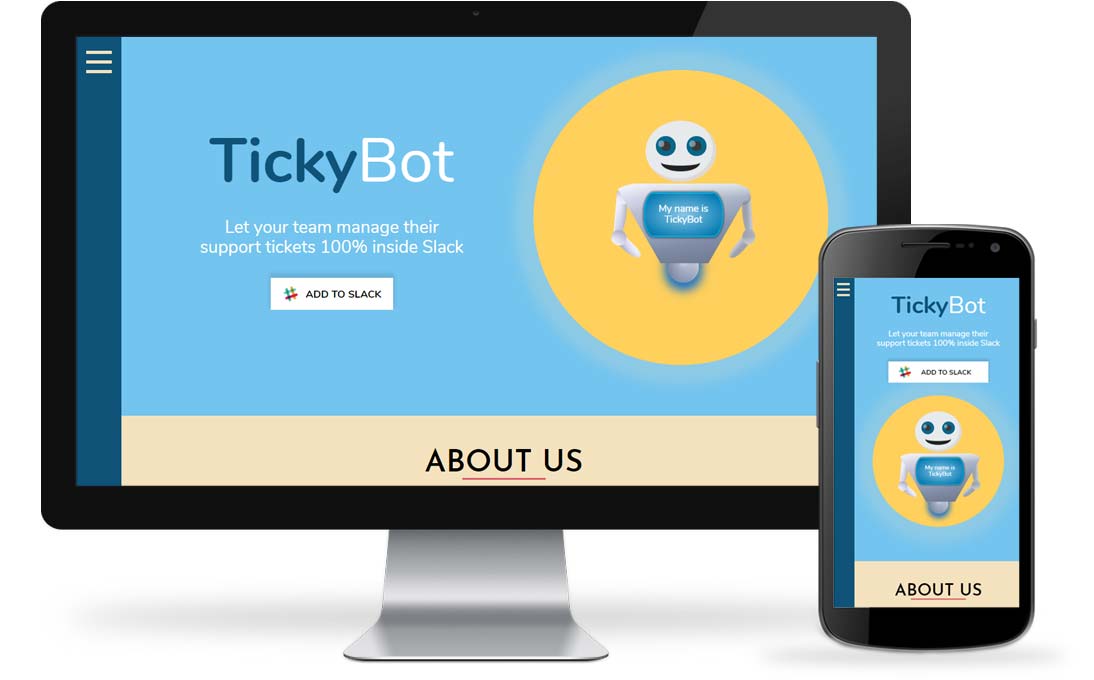 TickyBot
Let your team manage their
support tickets 100% inside Slack
ADD TO SLACK
My name is
TickyBot
ABOUT US
TickyBot
Let your team manage their
support tickets 100% inside Slack
ADD TO SLACK
My name is
TickyBot
ABOUT US